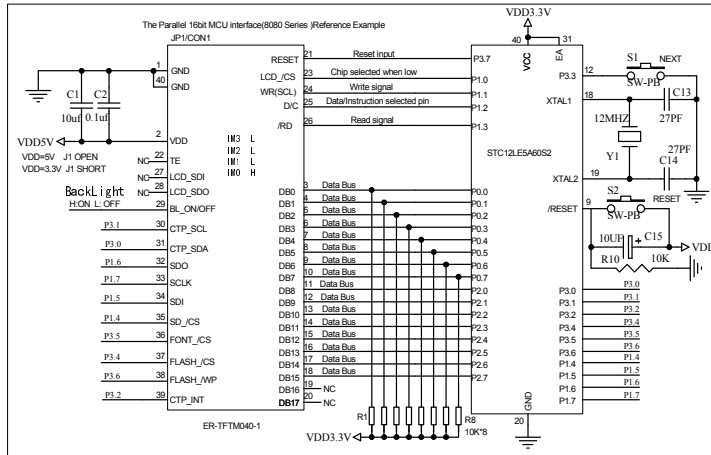 The Parallel 16bit MCU interface(8080 Series )Reference Example
JP1/CON1
VDD3.3V
GND
1
GND
40
C1
10uf
C2
0.1uf
VDD5V
VDD
2
VDD=5V J1 OPEN
VDD=3.3V J1 SHORT
TE
22
NC
LCD_SDI
27
NC
LCD_SDO
28
NC
BackLight
H:ON L: OFF
BL_ON/OFF
29
P3.1 30 CTP_SCL
P3.0 31 CTP_SDA
P1.6 32 SDO
P1.7 33 SCLK
P1.5 34 SDI
P1.4 35 SD_/CS
P3.5 36 FONT_/CS
P3.4 37 FLASH_/CS
P3.6 38 FLASH_/WP
P3.2 39 CTP_INT
ER-TFTM040-1
IM3 L
IM2 L
IM1 L
IM0 H
RESET 21 Reset input P3.7
LCD_/CS 23 Chip selected when low P1.0
WR(SCL) 24 Write signal P1.1
D/C 25 Data/Instruction selected pin P1.2
/RD 26 Read signal P1.3
DB0 3 Data Bus P0.0
DB1 4 Data Bus P0.1
DB2 5 Data Bus P0.2
DB3 6 Data Bus P0.3
DB4 7 Data Bus P0.4
DB5 8 Data Bus P0.5
DB6 9 Data Bus P0.6
DB7 10 Data Bus P0.7
DB8 11 Data Bus P2.0
DB9 12 Data Bus P2.1
DB10 13 Data Bus P2.2
DB11 14 Data Bus P2.3
DB12 15 Data Bus P2.4
DB13 16 Data Bus P2.5
DB14 17 Data Bus P2.6
DB15 18 Data Bus P2.7
DB16 19 NC
DB17 20 NC
R1
R8
10K*8
VDD3.3V
40
VCC
31
EA
STC12LE5A60S2
GND
20
P3.3 12
S1 NEXT
SW-PB
XTAL1 18
C13
27PF
12MHZ
Y1
27PF
C14
XTAL2 19
RESET
/RESET 9
S2
SW-PB
10UF + C15
VDD
R10 10K
P3.0 P3.0
P3.1 P3.1
P3.2 P3.2
P3.4 P3.4
P3.5 P3.5
P3.6 P3.6
P1.4 P1.4
P1.5 P1.5
P1.6 P1.6
P1.7 P1.7